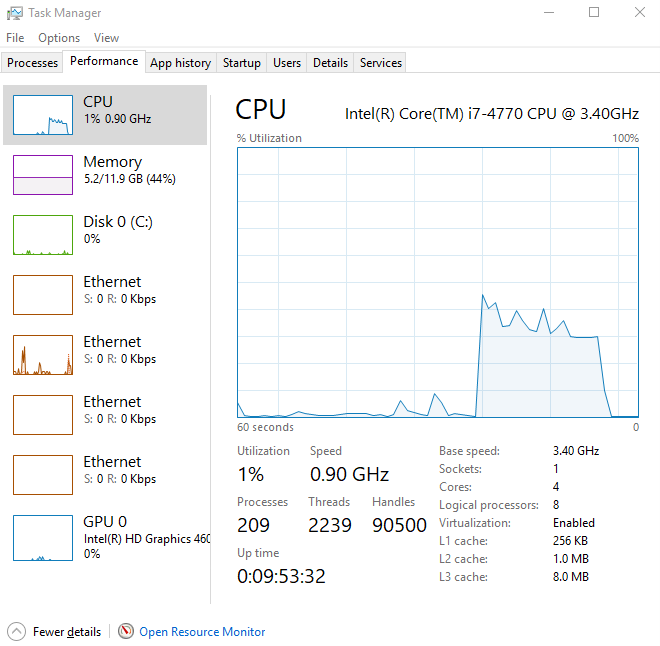 Task Manager
File Options View
Processes Performance App history Startup Users Details Services
CPU
1% 0.90 GHz
Memory
5.2/11.9 GB (44%)
Disk 0 (C:)
0%
Ethernet
S: 0 R: 0 Kbps
Ethernet
S: 0 R: 0 Kbps
Ethernet
S: 0 R: 0 Kbps
Ethernet
S: 0 R: 0 Kbps
GPU 0
Intel(R) HD Graphics 460
0%
CPU Intel(R) Core(TM) i7-4770 CPU @ 3.40GHz
% Utilization 100%
60 seconds 0
Utilization Speed
1% 0.90 GHz
Processes Threads Handles
209 2239 90500
Up time
0:09:53:32
Base speed: 3.40 GHz
Sockets: 1
Cores: 4
Logical processors: 8
Virtualization: Enabled
L1 cache: 256 KB
L2 cache: 1.0 MB
L3 cache: 8.0 MB
Fewer details Open Resource Monitor